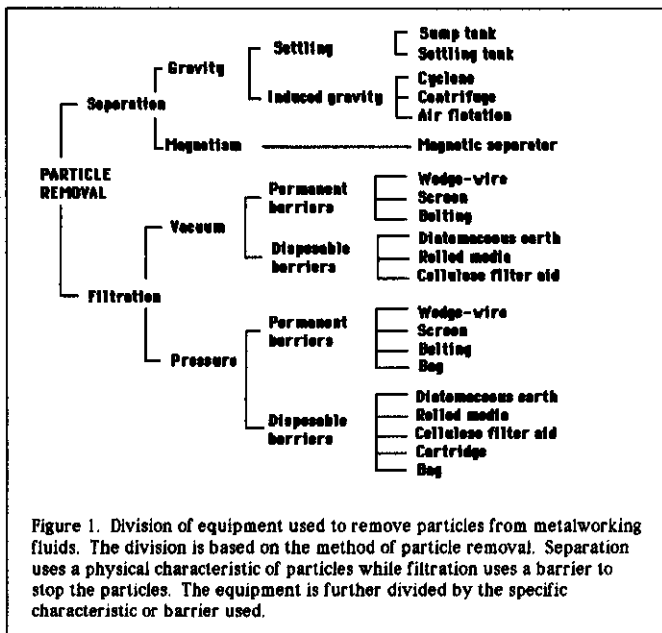 Sump tank
Settling
Settling tank
Gravity
Cyclone
Induced gravity
Centrifuge
Separation
Air flotation
Magnetism
Magnetic separator
PARTICLE
REMOVAL
Wedge-wire
Permanent
barriers
Screen
Belting
Vacuum
Diatomaceous earth
Disposable
barriers
Rolled media
Cellulose filter aid
Filtration
Wedge-wire
Permanent
barriers
Screen
Belting
Bag
Pressure
Diatomaceous earth
Rolled media
Disposable
barriers
Cellulose filter aid
Cartridge
Bag
Figure 1. Division of equipment used to remove particles from metalworking
fluids. The division is based on the method of particle removal. Separation
uses a physical characteristic of particles while filtration uses a barrier to
stop the particles. The equipment is further divided by the specific
characteristic or barrier used.